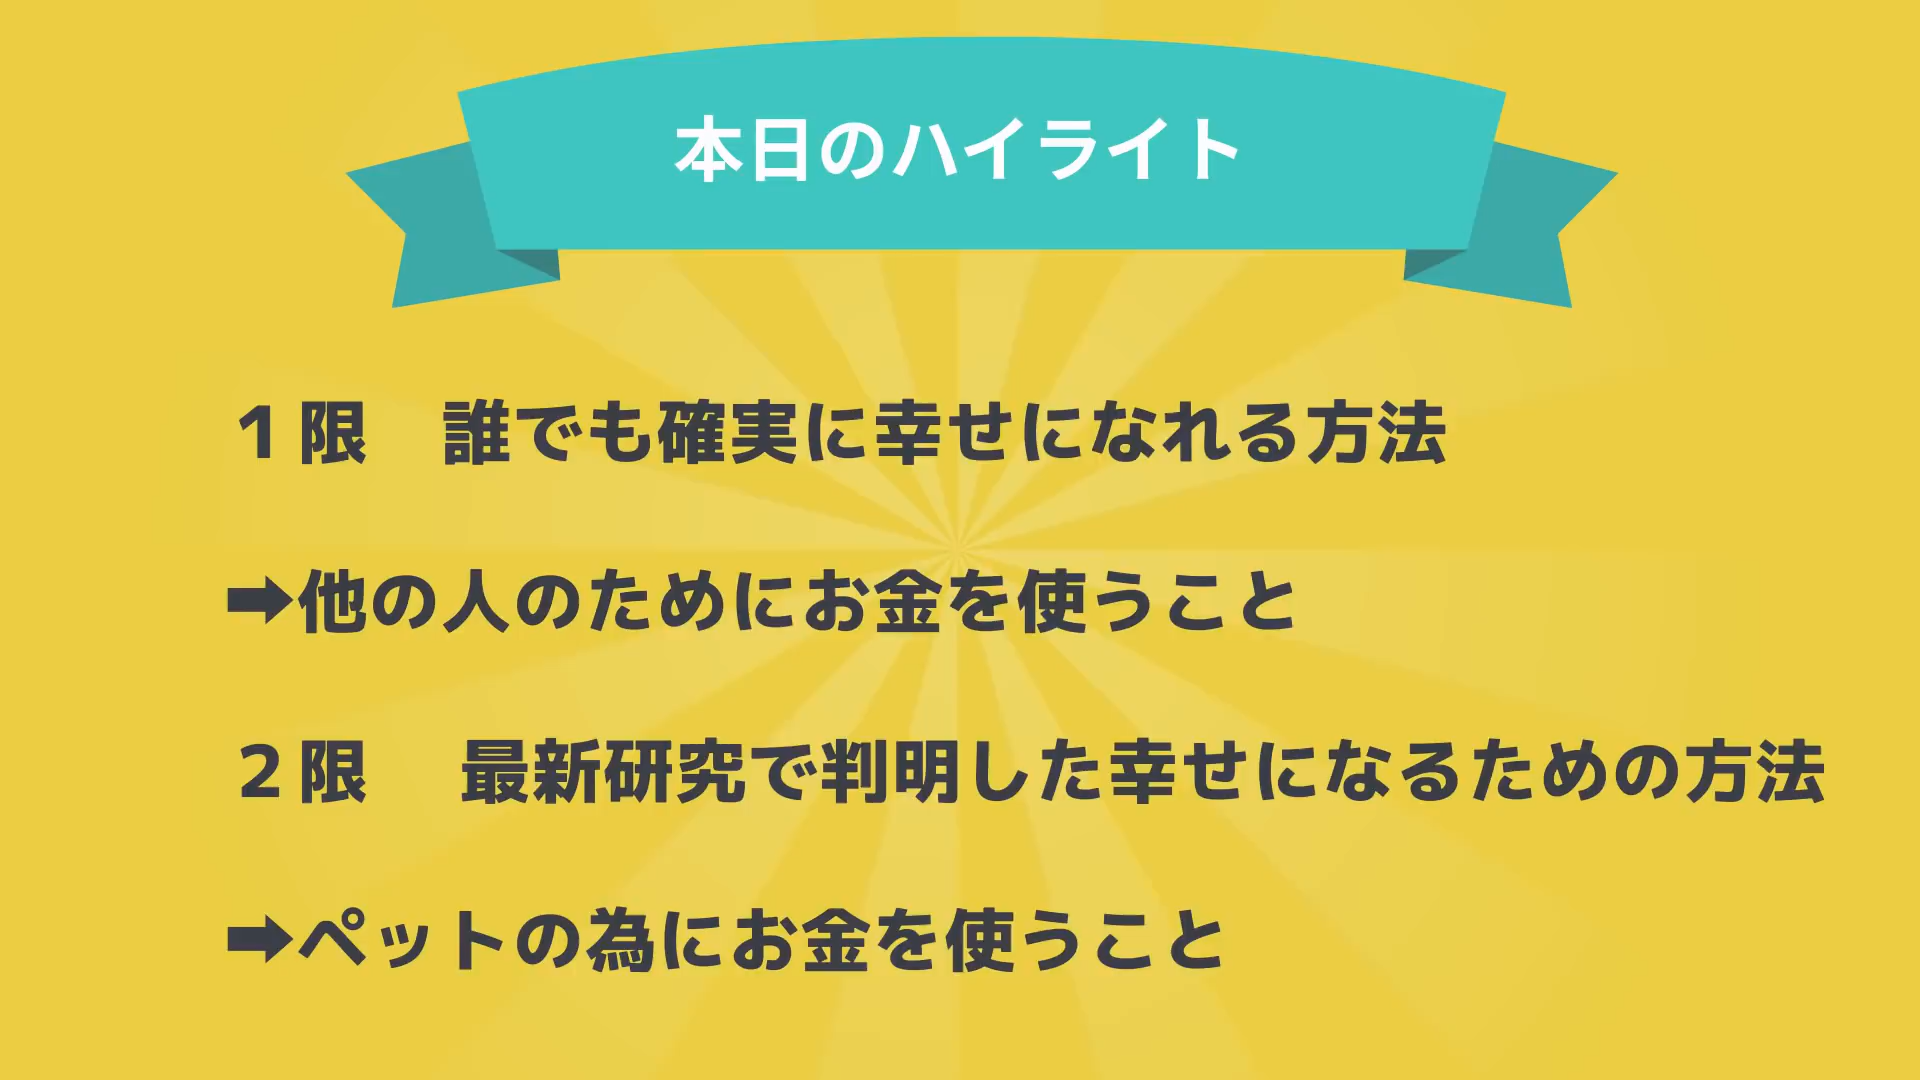 本日のハイライト
１限　誰でも確実に幸せになれる方法
➡他の人のためにお金を使うこと
２限　 最新研究で判明した幸せになるための方法
➡ペットの為にお金を使うこと